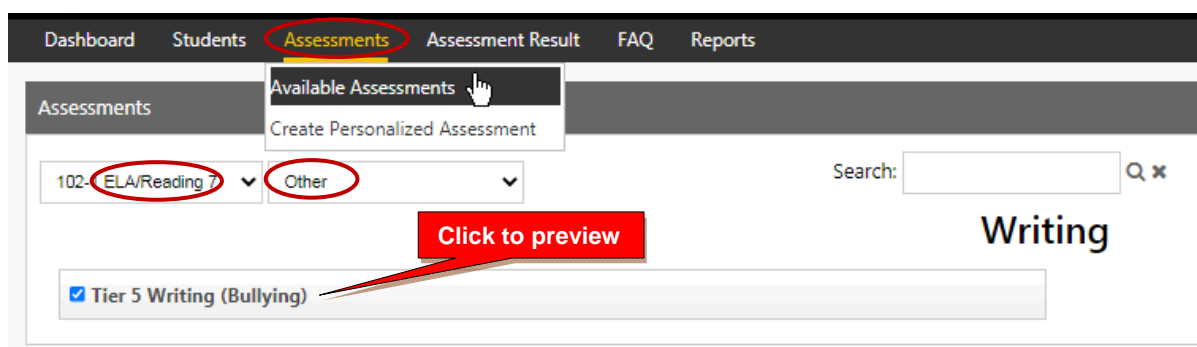 Dashboard Students Assessments Assessment Result FAQ Reports
Available Assessments
Assessments
Create Personalized Assessment
102- ELA/Reading 7 Other Search:
Click to preview
Writing
Tier 5 Writing (Bullying)